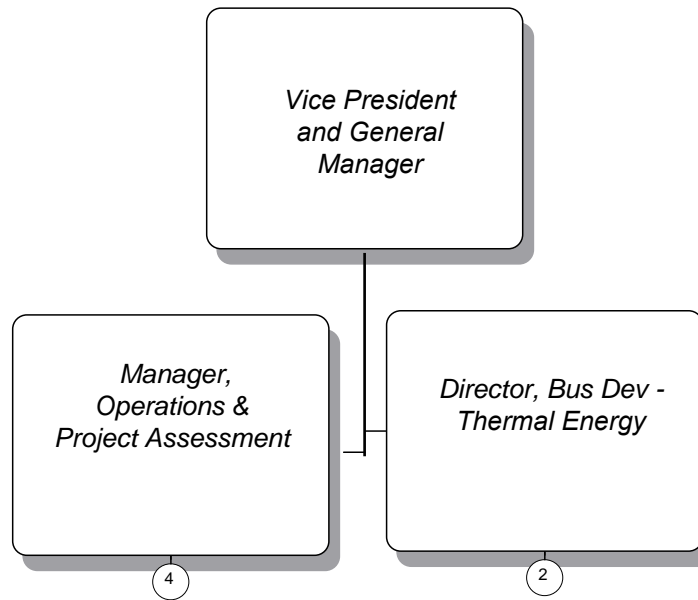 Vice President
and General
Manager
Manager,
Operations &
Project Assessment
Director, Bus Dev -
Thermal Energy
4
2